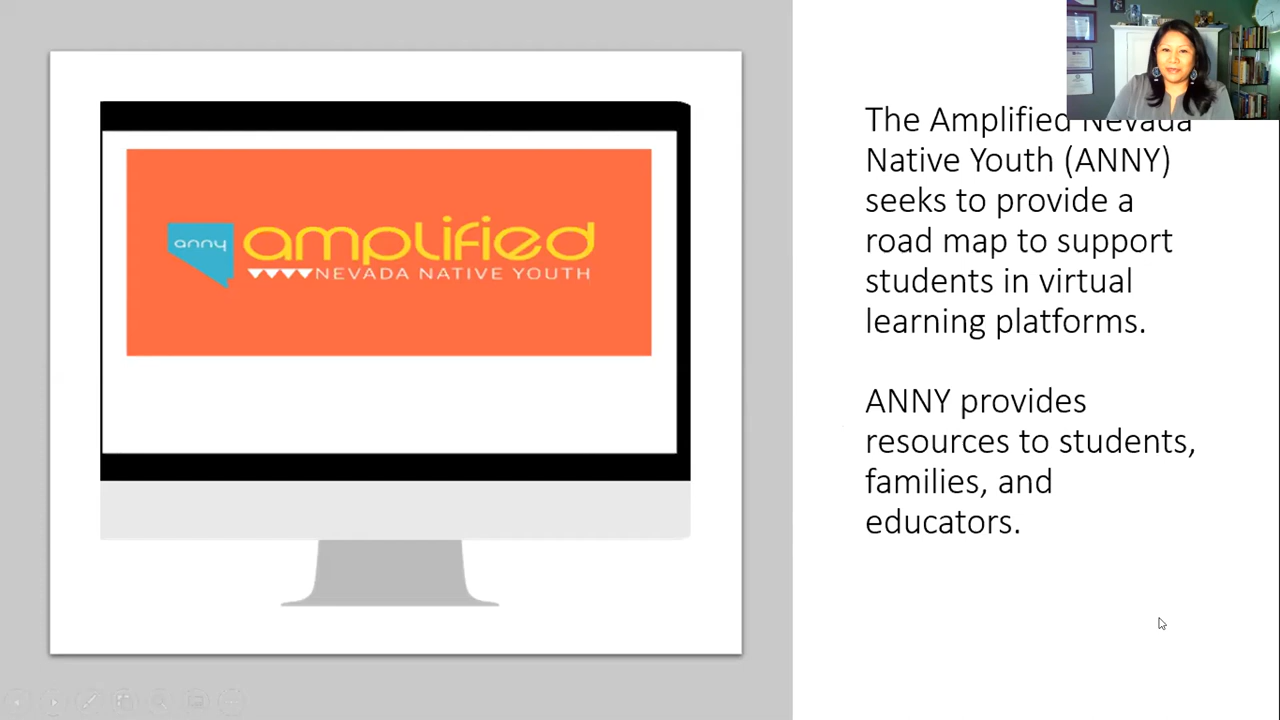 anny
amplified
NEVADA NATIVE YOUTH
The Amplified Nevada
Native Youth (ANNY)
seeks to provide a
road map to support
students in virtual
learning platforms.
ANNY provides
resources to students,
families, and
educators.